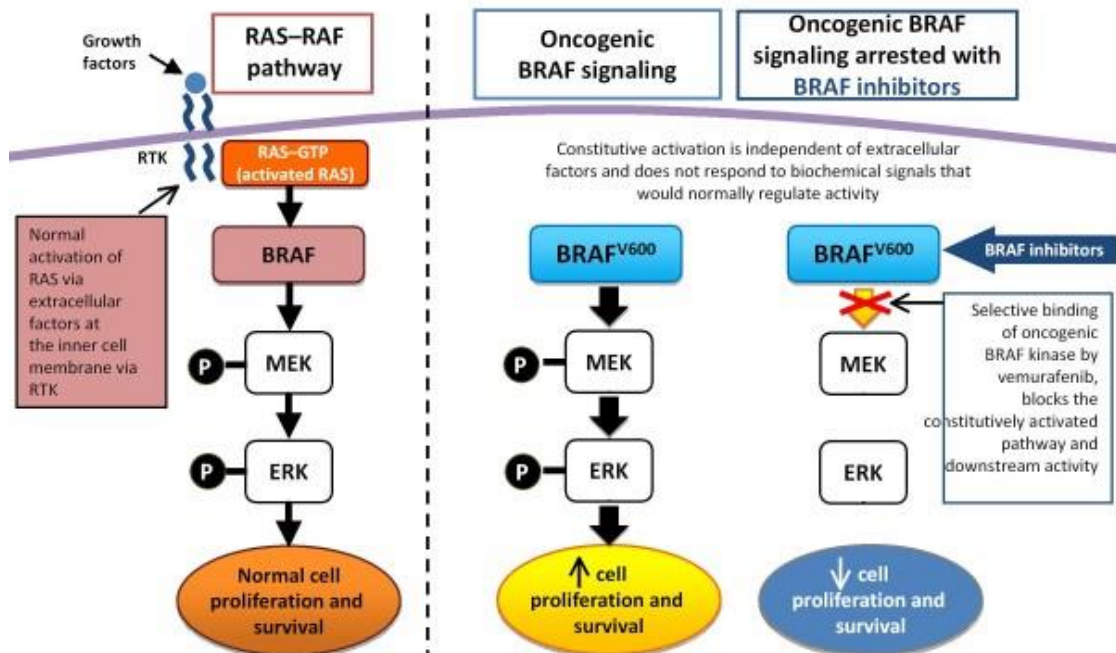 Growth
factors
RAS–RAF
pathway
RTK
RAS–GTP
(activated RAS)
Normal
activation of
RAS via
extracellular
factors at
the inner cell
membrane via
RTK
BRAF
P
MEK
P
ERK
Normal cell
proliferation and
survival
Oncogenic
BRAF signaling
Oncogenic BRAF
signaling arrested with
BRAF inhibitors
Constitutive activation is independent of extracellular
factors and does not respond to biochemical signals that
would normally regulate activity
BRAFV600
P
MEK
P
ERK
↑ cell
proliferation and
survival
BRAFV600
BRAF inhibitors
Selective binding
of oncogenic
BRAF kinase by
vemurafenib,
blocks the
constitutively activated
pathway and
downstream activity
MEK
ERK
↓ cell
proliferation and
survival